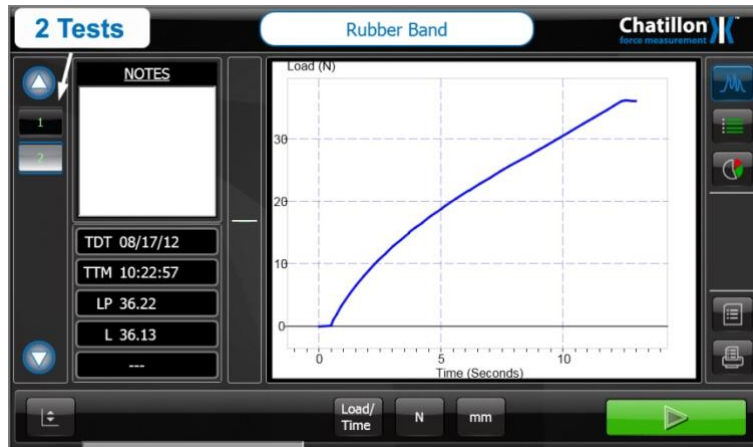 2 Tests
Rubber Band
Chatillon
force measurement
1
2
NOTES
TDT 08/17/12
TTM 10:22:57
LP 36.22
L 36.13
---
Load (N)
30
20
10
0
0 5 10
Time (Seconds)
Load/
Time
N
mm